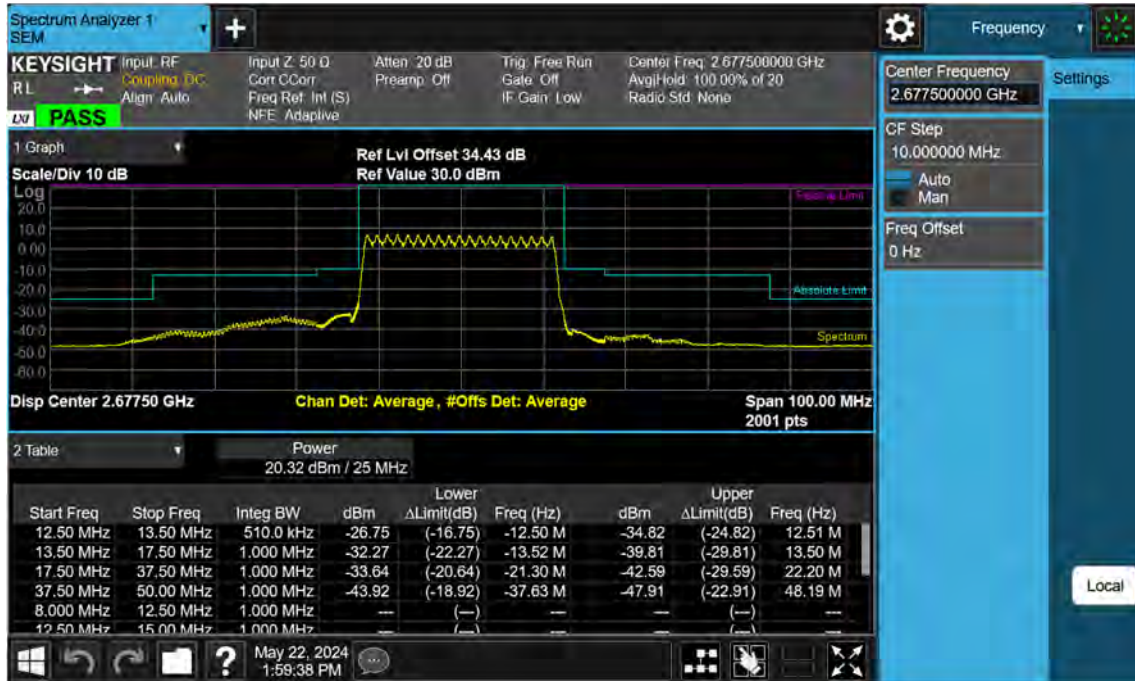 Spectrum Analyzer 1
SEM
Frequency
KEYSIGHT
RL
LXI
PASS
Input: RF
Coupling: DC
Align: Auto
Input Z: 50 Ω
Corr CCorr
Freq Ref: Int (S)
NFE: Adaptive
Atten: 20 dB
Preamp: Off
Trig: Free Run
Gate: Off
IF Gain: Low
Center Freq: 2.677500000 GHz
Avg|Hold: 100.00% of 20
Radio Std: None
Center Frequency
2.677500000 GHz
Settings
CF Step
10.000000 MHz
Auto
Man
Freq Offset
0 Hz
1 Graph
Scale/Div 10 dB
Ref Lvl Offset 34.43 dB
Ref Value 30.0 dBm
Log
20.0
10.0
0.00
-10.0
-20.0
-30.0
-40.0
-50.0
-60.0
Limit
Absolute Limit
Spectrum
Disp Center 2.67750 GHz
Chan Det: Average, #Offs Det: Average
Span 100.00 MHz
2001 pts
2 Table
Power
20.32 dBm / 25 MHz
Lower Upper
Start Freq Stop Freq Integ BW dBm ΔLimit(dB) Freq (Hz) dBm ΔLimit(dB) Freq (Hz)
12.50 MHz 13.50 MHz 510.0 kHz -26.75 (-16.75) -12.50 M -34.82 (-24.82) 12.51 M
13.50 MHz 17.50 MHz 1.000 MHz -32.27 (-22.27) -13.52 M -39.81 (-29.81) 13.50 M
17.50 MHz 37.50 MHz 1.000 MHz -33.64 (-20.64) -21.30 M -42.59 (-29.59) 22.20 M
37.50 MHz 50.00 MHz 1.000 MHz -43.92 (-18.92) -37.63 M -47.91 (-22.91) 48.19 M
8.000 MHz 12.50 MHz 1.000 MHz --- (---) --- --- (---) ---
12.50 MHz 15.00 MHz 1.000 MHz --- (---) --- --- (---) ---
Local
?
May 22, 2024
1:59:38 PM